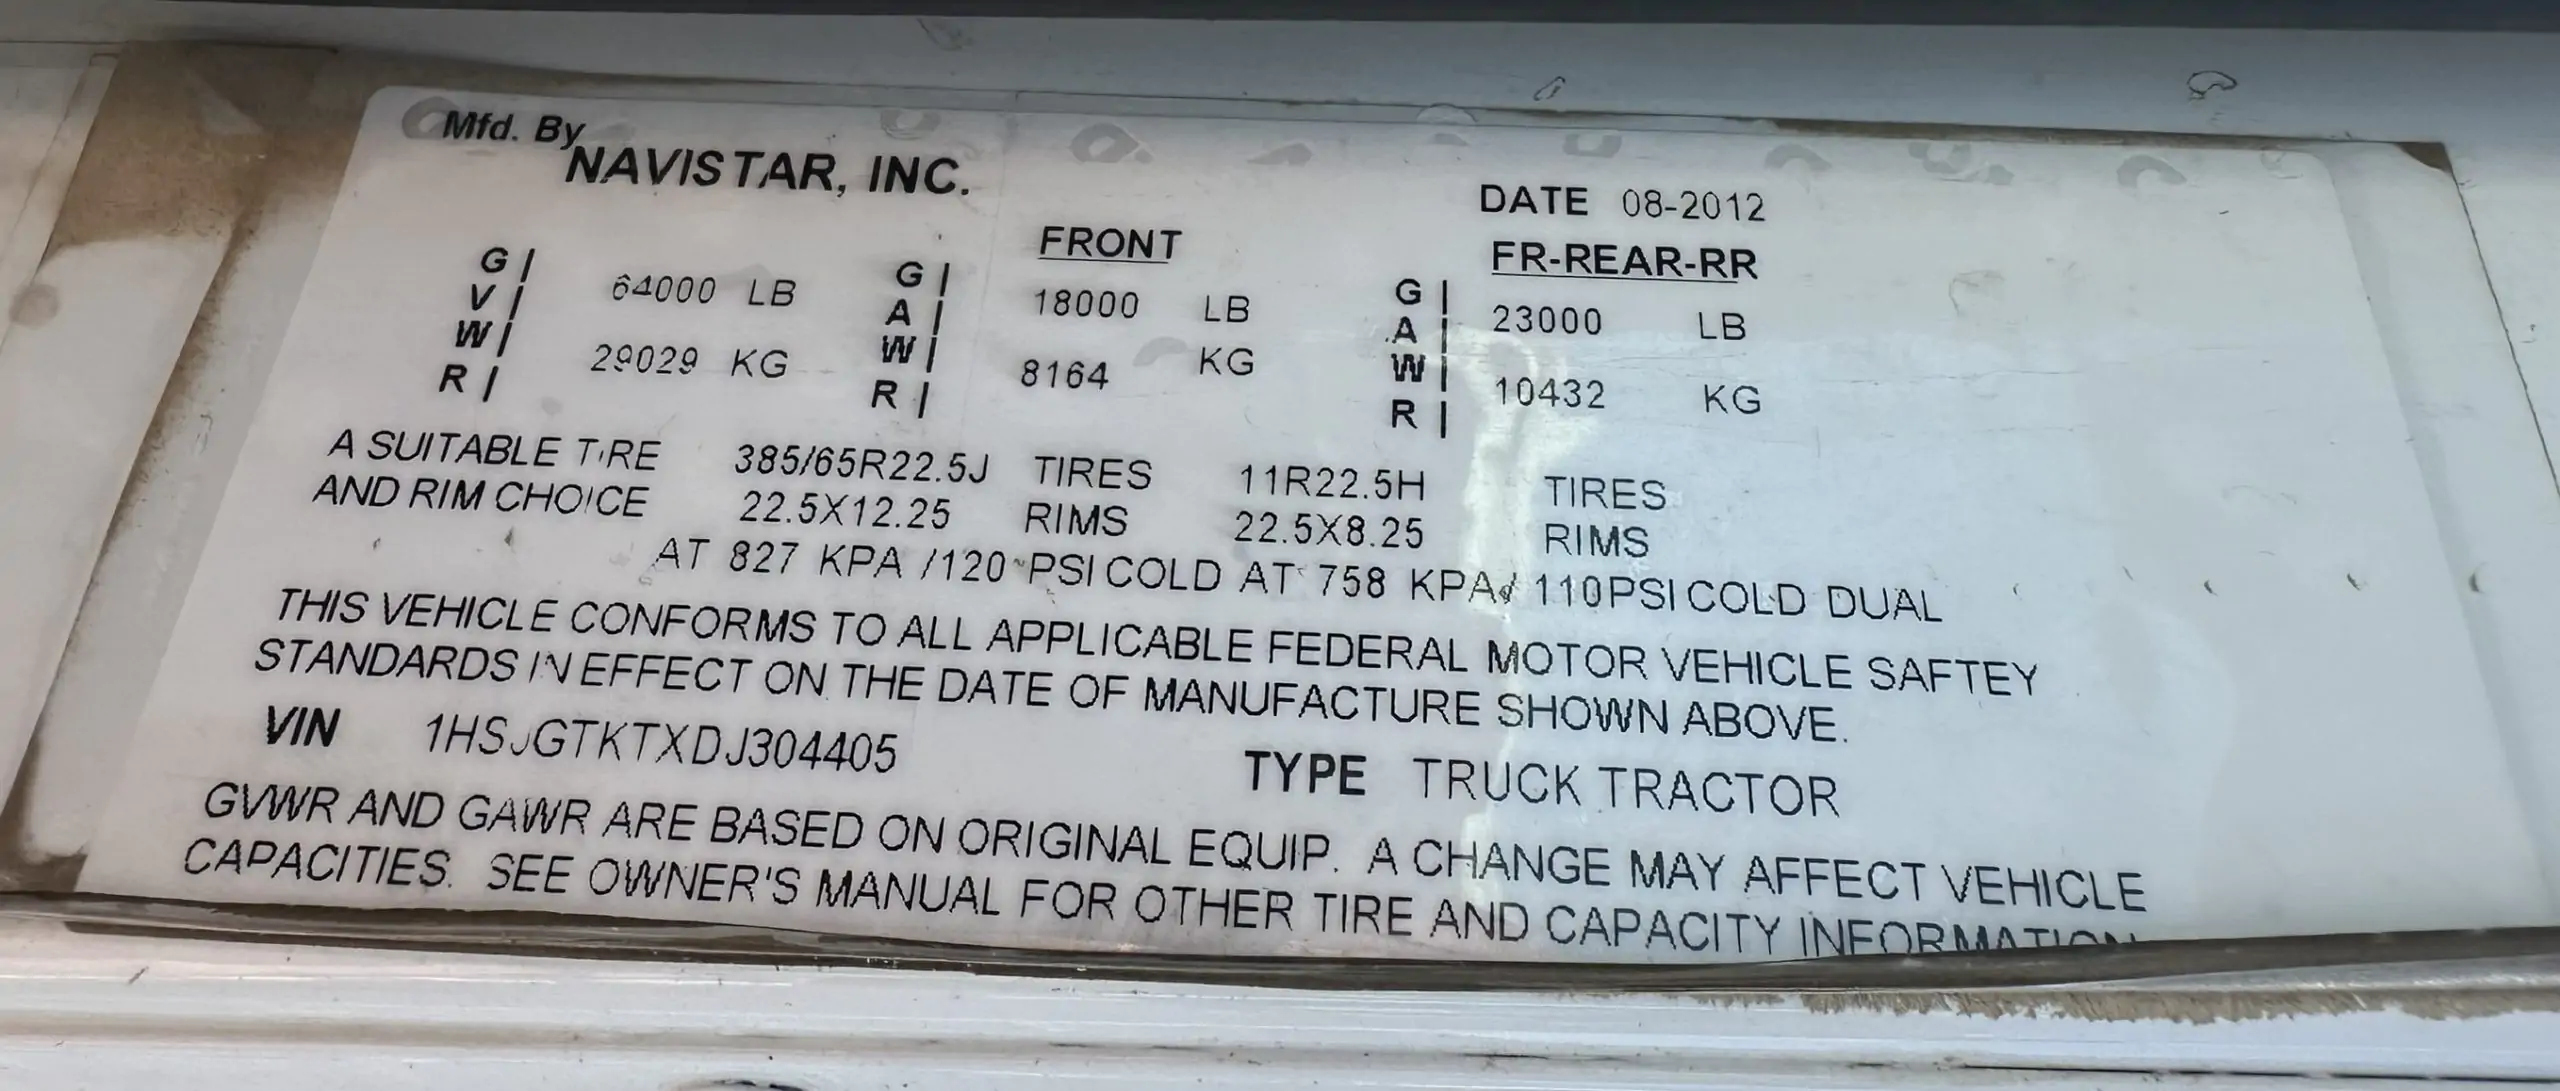 Mfd. By
NAVISTAR, INC.
DATE 08-2012
FRONT FR-REAR-RR
GVWR 64000 LB GAWR 18000 LB GAWR 23000 LB
29029 KG 8164 KG 10432 KG
A SUITABLE TIRE 385/65R22.5J TIRES 11R22.5H TIRES
AND RIM CHOICE 22.5X12.25 RIMS 22.5X8.25 RIMS
AT 827 KPA /120 PSI COLD AT 758 KPA/ 110PSI COLD DUAL
THIS VEHICLE CONFORMS TO ALL APPLICABLE FEDERAL MOTOR VEHICLE SAFTEY
STANDARDS IN EFFECT ON THE DATE OF MANUFACTURE SHOWN ABOVE.
VIN 1HSJGTKTXDJ304405
TYPE TRUCK TRACTOR
GVWR AND GAWR ARE BASED ON ORIGINAL EQUIP. A CHANGE MAY AFFECT VEHICLE
CAPACITIES. SEE OWNER'S MANUAL FOR OTHER TIRE AND CAPACITY INFORMATION